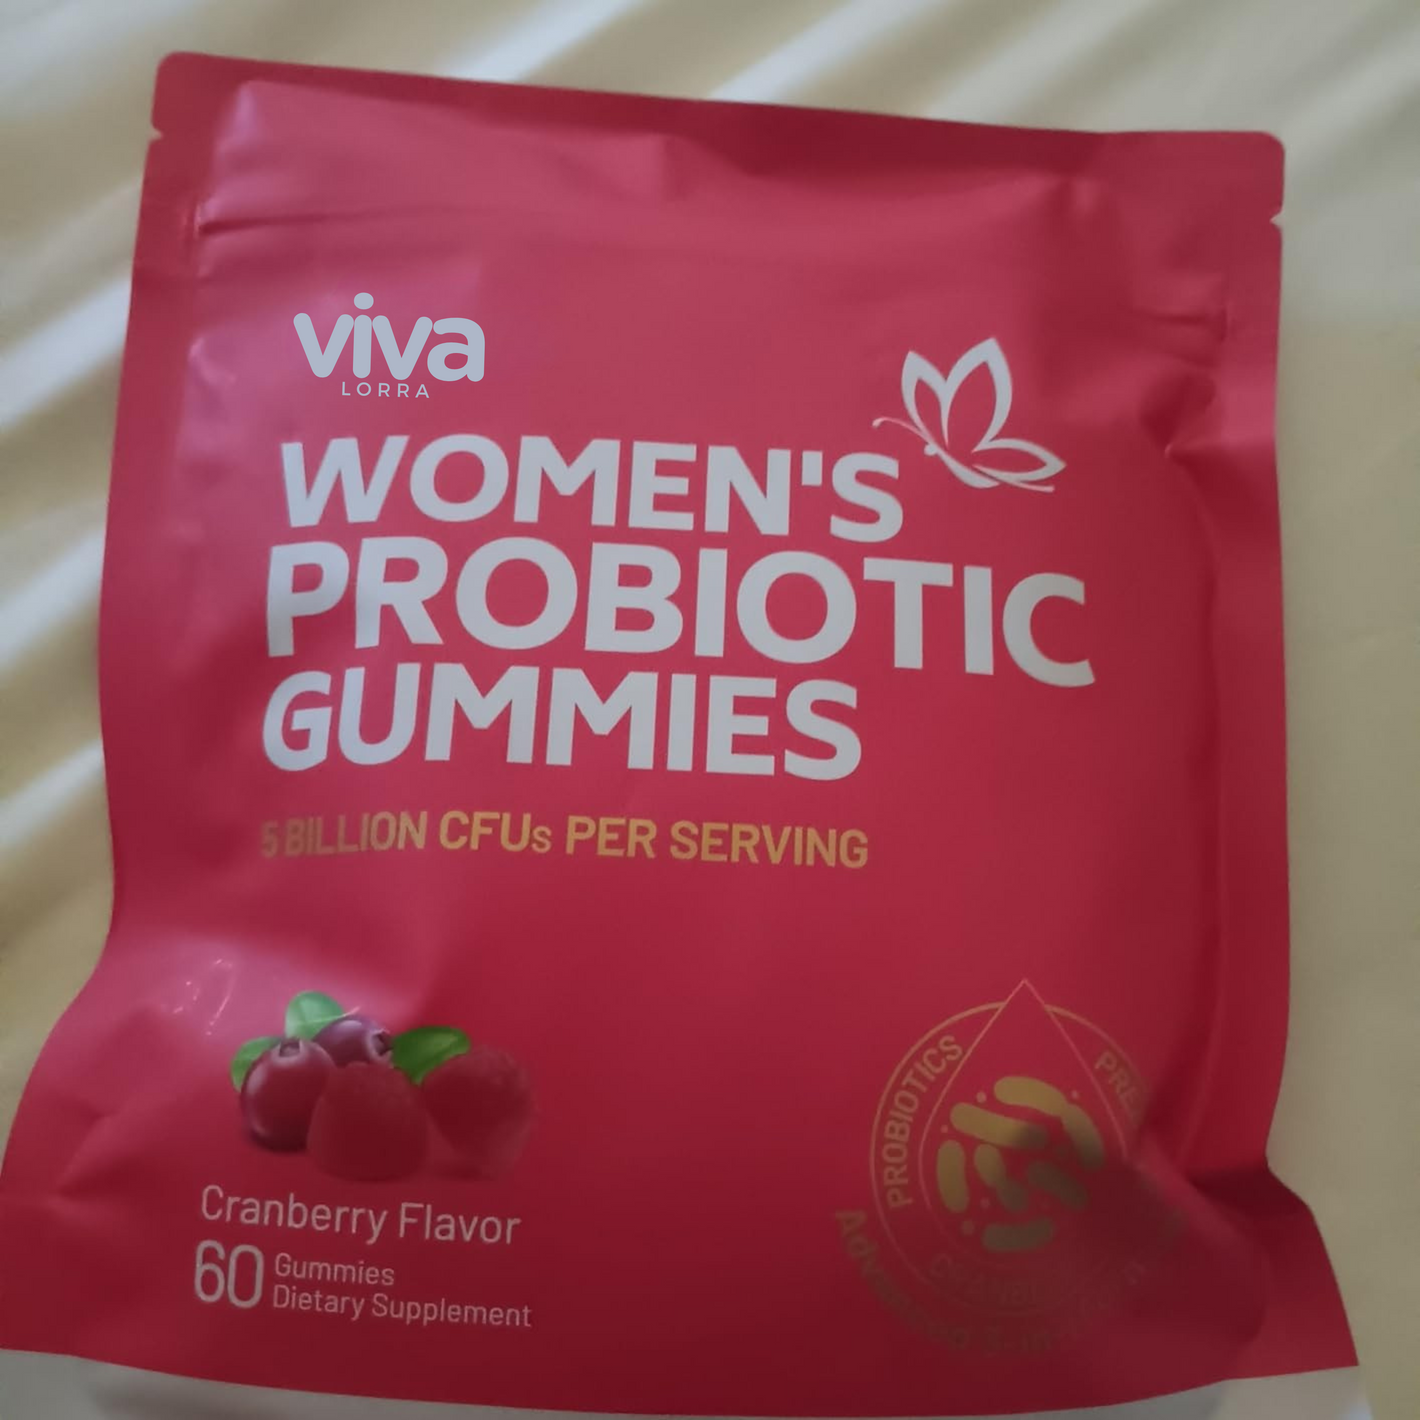 viva
LORRA
WOMEN'S
PROBIOTIC
GUMMIES
5 BILLION CFUs PER SERVING
PROBIOTICS
Cranberry Flavor
60 Gummies
Dietary Supplement